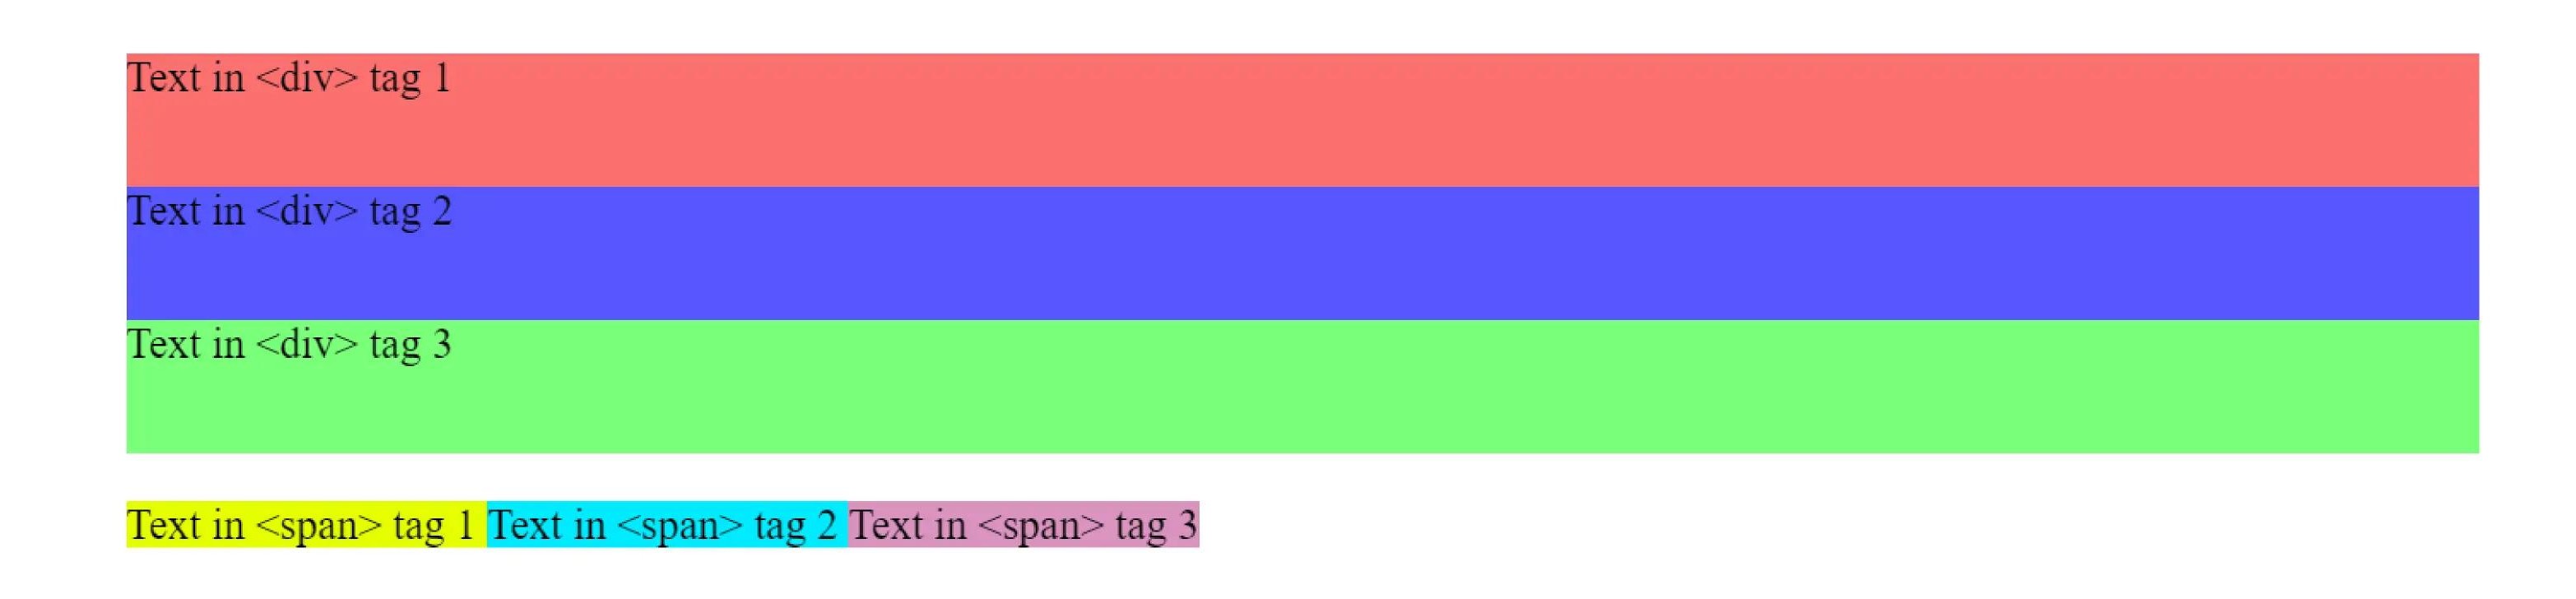 Text in <div> tag 1
Text in <div> tag 2
Text in <div> tag 3
Text in <span> tag 1 Text in <span> tag 2 Text in <span> tag 3